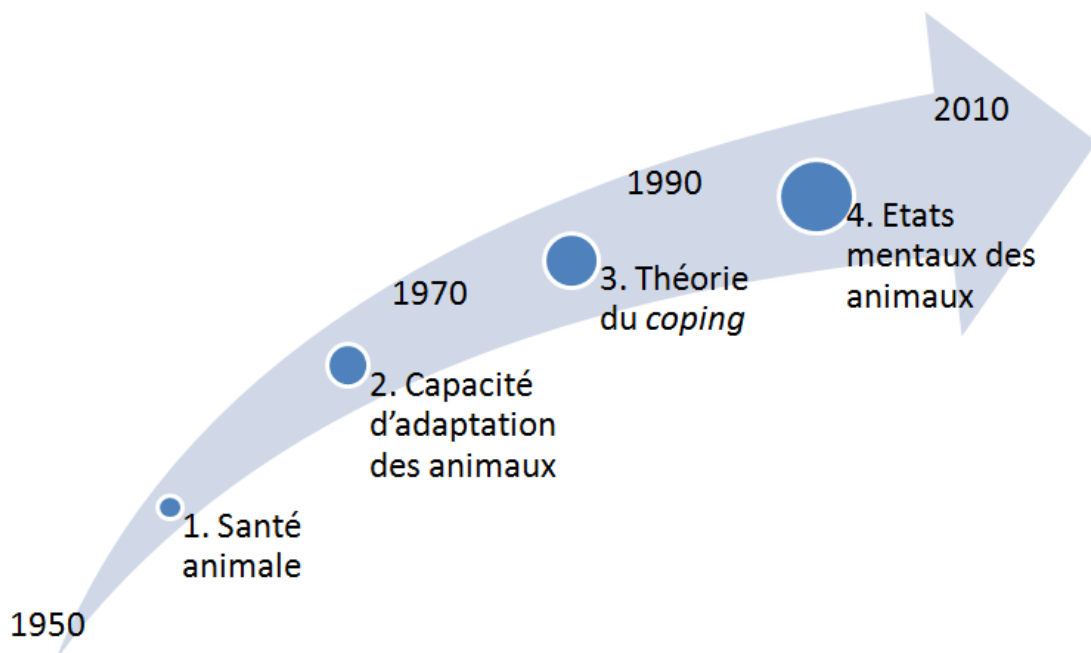 1950
1. Santé
animale
2. Capacité
d'adaptation
des animaux
1970
3. Théorie
du coping
1990
4. Etats
mentaux des
animaux
2010